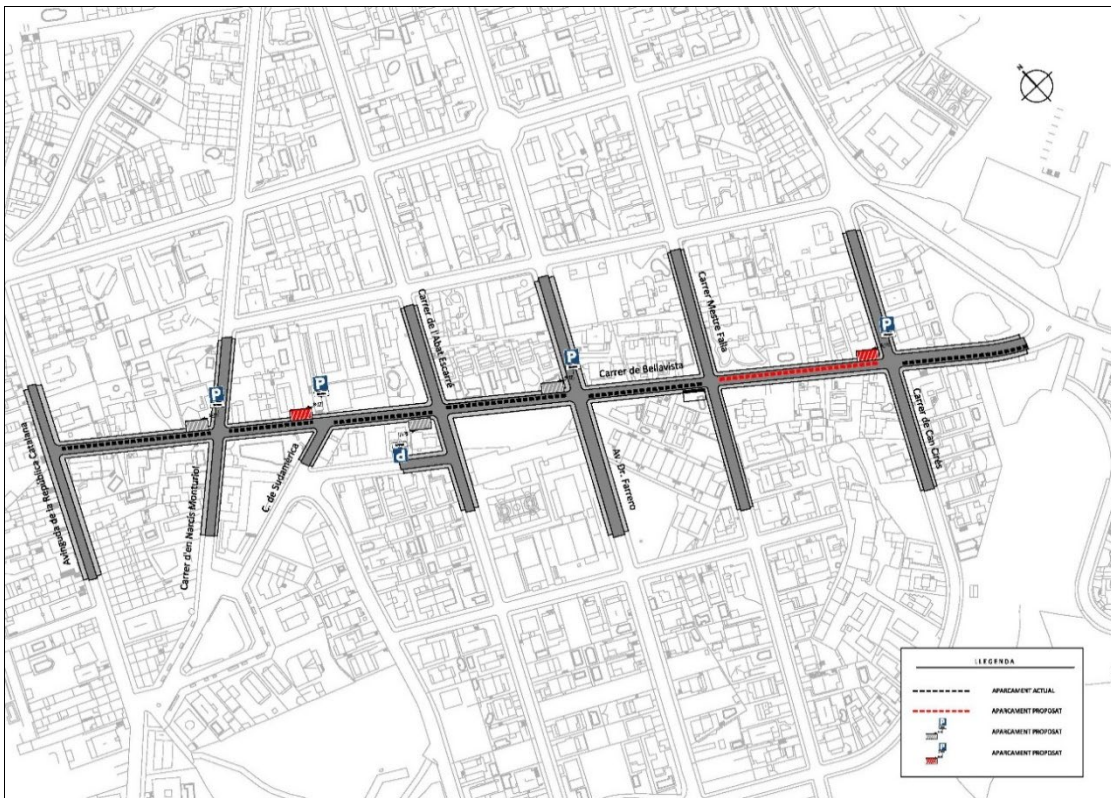 P
P
P
P
P
Avinguda de la República Catalana
Carrer d'en Narcís Monturiol
C. de Sudamèrica
Carrer de l'Abat Escarré
Carrer de Bellavista
Av. Dr. Farrero
Carrer Mestre Falla
Carrer de Can Cirés
LLEGENDA
APARCAMENT ACTUAL
APARCAMENT PROPOSAT
P
APARCAMENT PROPOSAT
P
APARCAMENT PROPOSAT